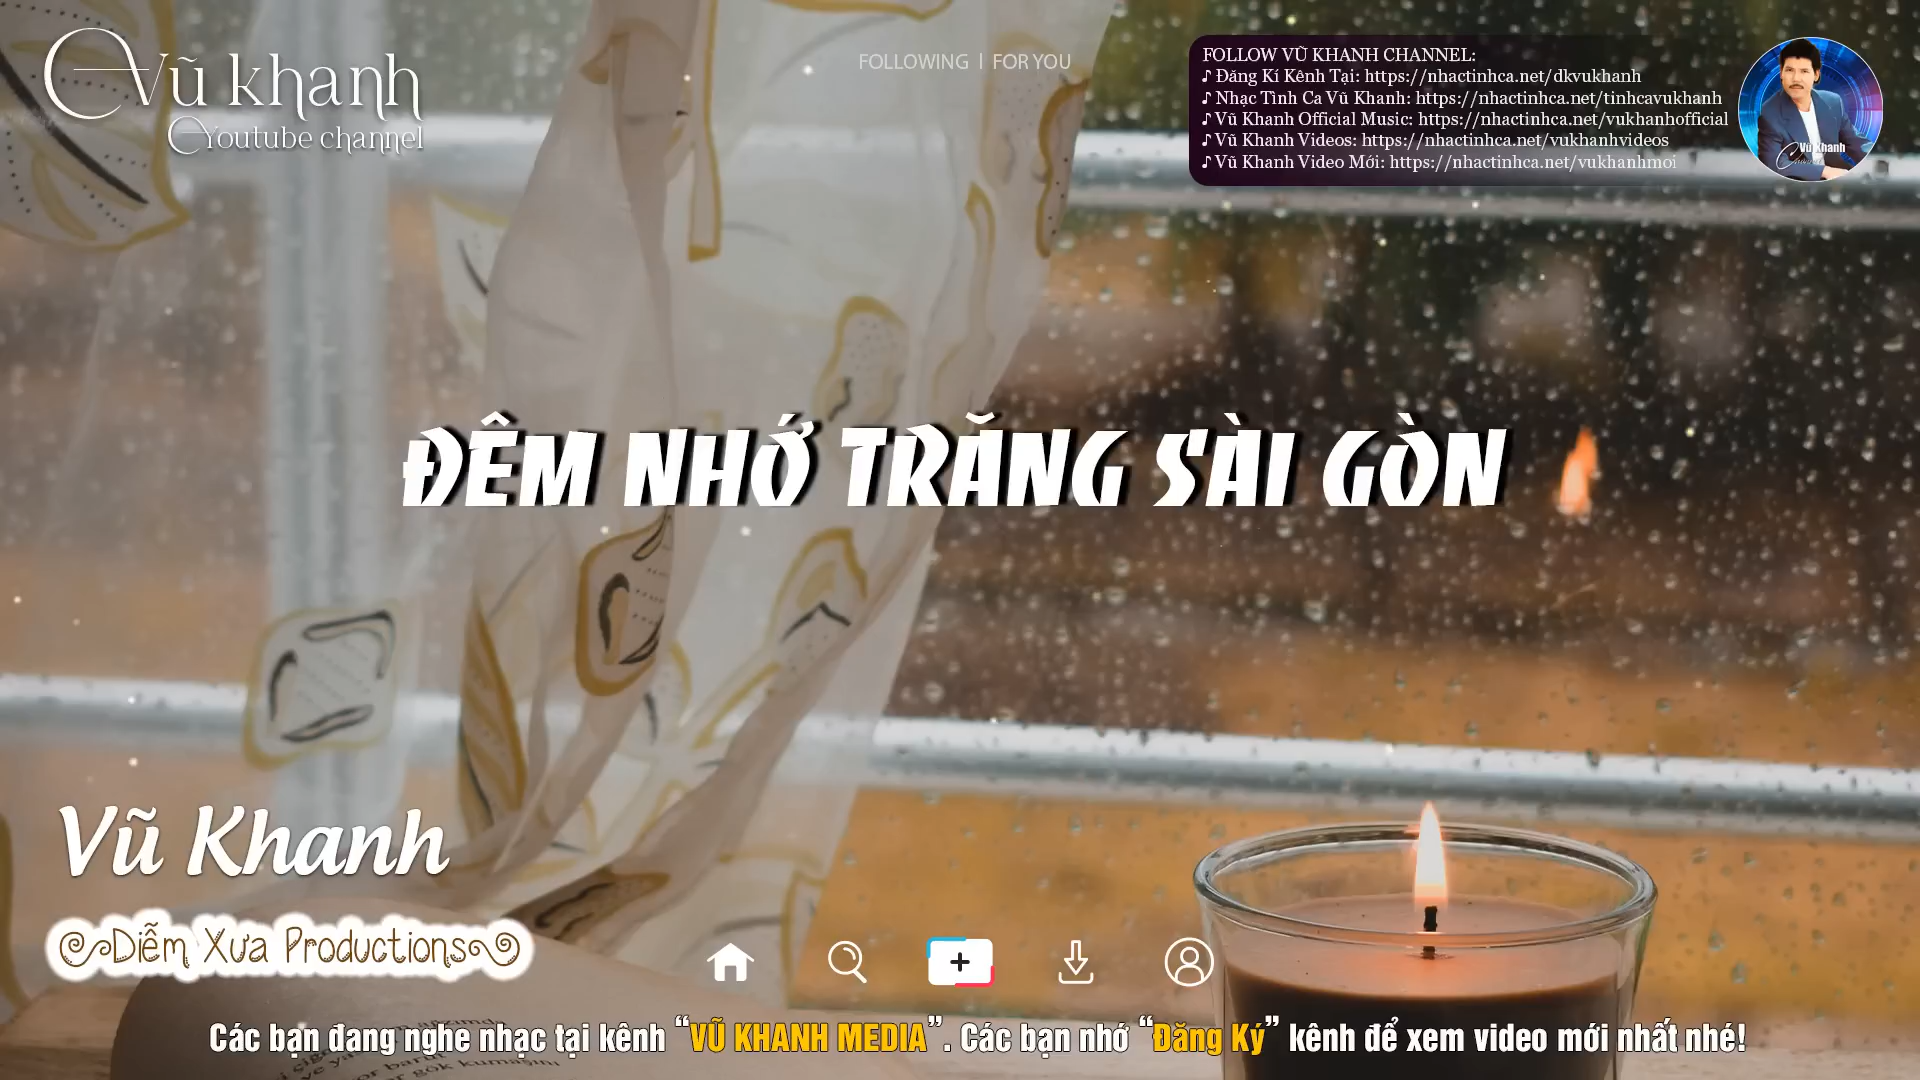 Vũ khanh
Youtube channel
FOLLOWING | FOR YOU
FOLLOW VŨ KHANH CHANNEL:
♪ Đăng Kí Kênh Tại: https://nhactinhca.net/dkvukhanh
♪ Nhạc Tình Ca Vũ Khanh: https://nhactinhca.net/tinhcavukhanh
♪ Vũ Khanh Official Music: https://nhactinhca.net/vukhanhofficial
♪ Vũ Khanh Videos: https://nhactinhca.net/vukhanhvideos
♪ Vũ Khanh Video Mới: https://nhactinhca.net/vukhanhmoi
Vũ Khanh
ĐÊM NHỚ TRĂNG SÀI GÒN
Vũ Khanh
Diễm Xưa Productions
Các bạn đang nghe nhạc tại kênh “VŨ KHANH MEDIA”. Các bạn nhớ “Đăng Ký” kênh để xem video mới nhất nhé!